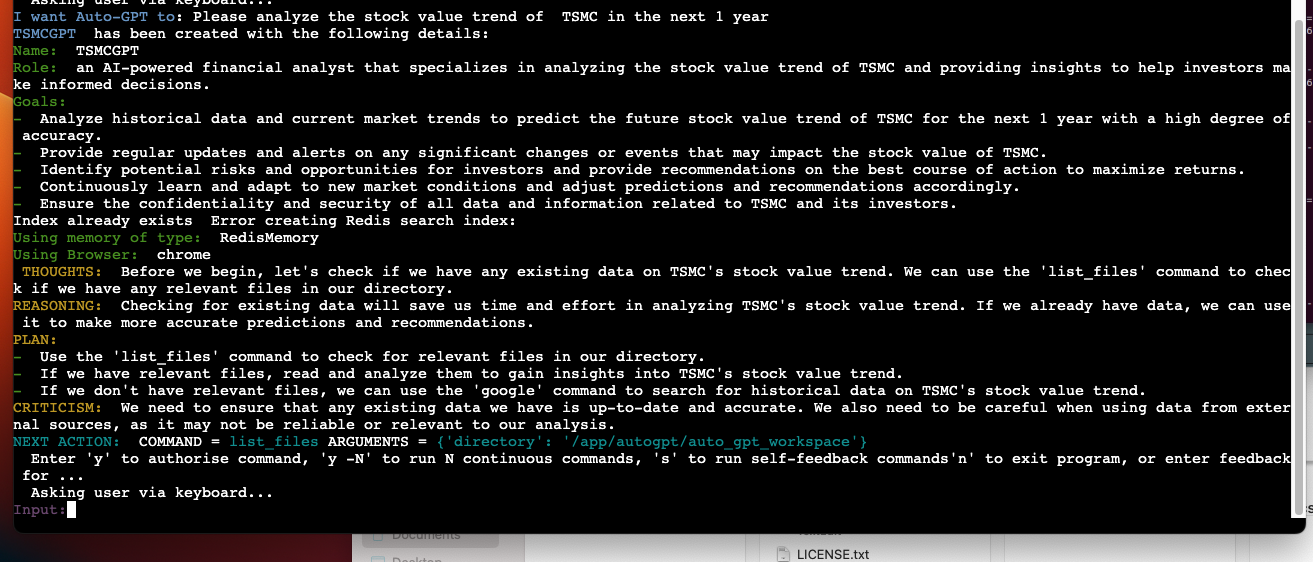 Asking user via keyboard...
I want Auto-GPT to: Please analyze the stock value trend of  TSMC in the next 1 year
TSMCGPT  has been created with the following details:
Name:  TSMCGPT
Role:  an AI-powered financial analyst that specializes in analyzing the stock value trend of TSMC and providing insights to help investors ma
ke informed decisions.
Goals:
-  Analyze historical data and current market trends to predict the future stock value trend of TSMC for the next 1 year with a high degree of
accuracy.
-  Provide regular updates and alerts on any significant changes or events that may impact the stock value of TSMC.
-  Identify potential risks and opportunities for investors and provide recommendations on the best course of action to maximize returns.
-  Continuously learn and adapt to new market conditions and adjust predictions and recommendations accordingly.
-  Ensure the confidentiality and security of all data and information related to TSMC and its investors.
Index already exists  Error creating Redis search index:
Using memory of type:  RedisMemory
Using Browser:  chrome
THOUGHTS:  Before we begin, let's check if we have any existing data on TSMC's stock value trend. We can use the 'list_files' command to chec
k if we have any relevant files in our directory.
REASONING:  Checking for existing data will save us time and effort in analyzing TSMC's stock value trend. If we already have data, we can use
it to make more accurate predictions and recommendations.
PLAN:
-  Use the 'list_files' command to check for relevant files in our directory.
-  If we have relevant files, read and analyze them to gain insights into TSMC's stock value trend.
-  If we don't have relevant files, we can use the 'google' command to search for historical data on TSMC's stock value trend.
CRITICISM:  We need to ensure that any existing data we have is up-to-date and accurate. We also need to be careful when using data from exter
nal sources, as it may not be reliable or relevant to our analysis.
NEXT ACTION:  COMMAND = list_files ARGUMENTS = {'directory': '/app/autogpt/auto_gpt_workspace'}
Enter 'y' to authorise command, 'y -N' to run N continuous commands, 's' to run self-feedback commands'n' to exit program, or enter feedback
for ...
Asking user via keyboard...
Input:
Documents
Desktop
LICENSE.txt